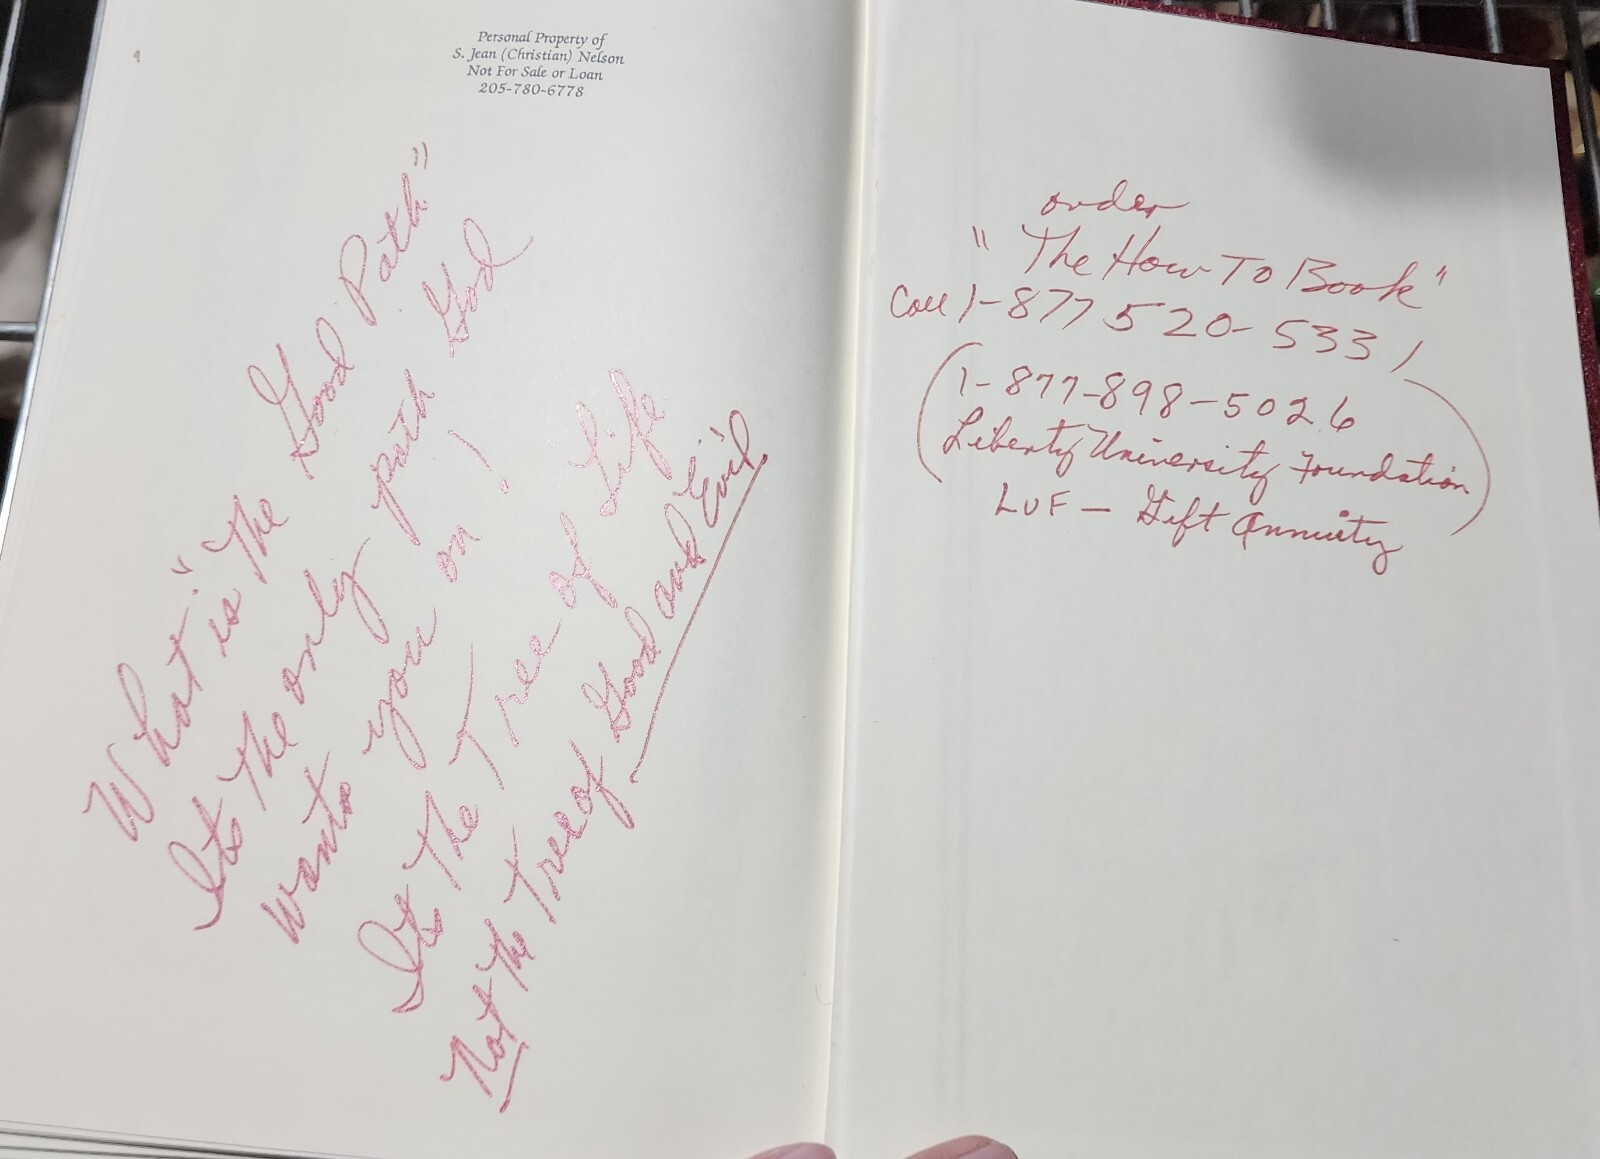 Personal Property of
S. Jean (Christian) Nelson
Not For Sale or Loan
205-780-6778
What is "The Good Path"
Its The only path God
wants you on!
Its The Tree of Life
Not The Tree of Good and Evil
order
"The How To Book"
Call 1-877 520-5331
(1-877-898-5026
Liberty University Foundation)
LUF - Gift Annuity